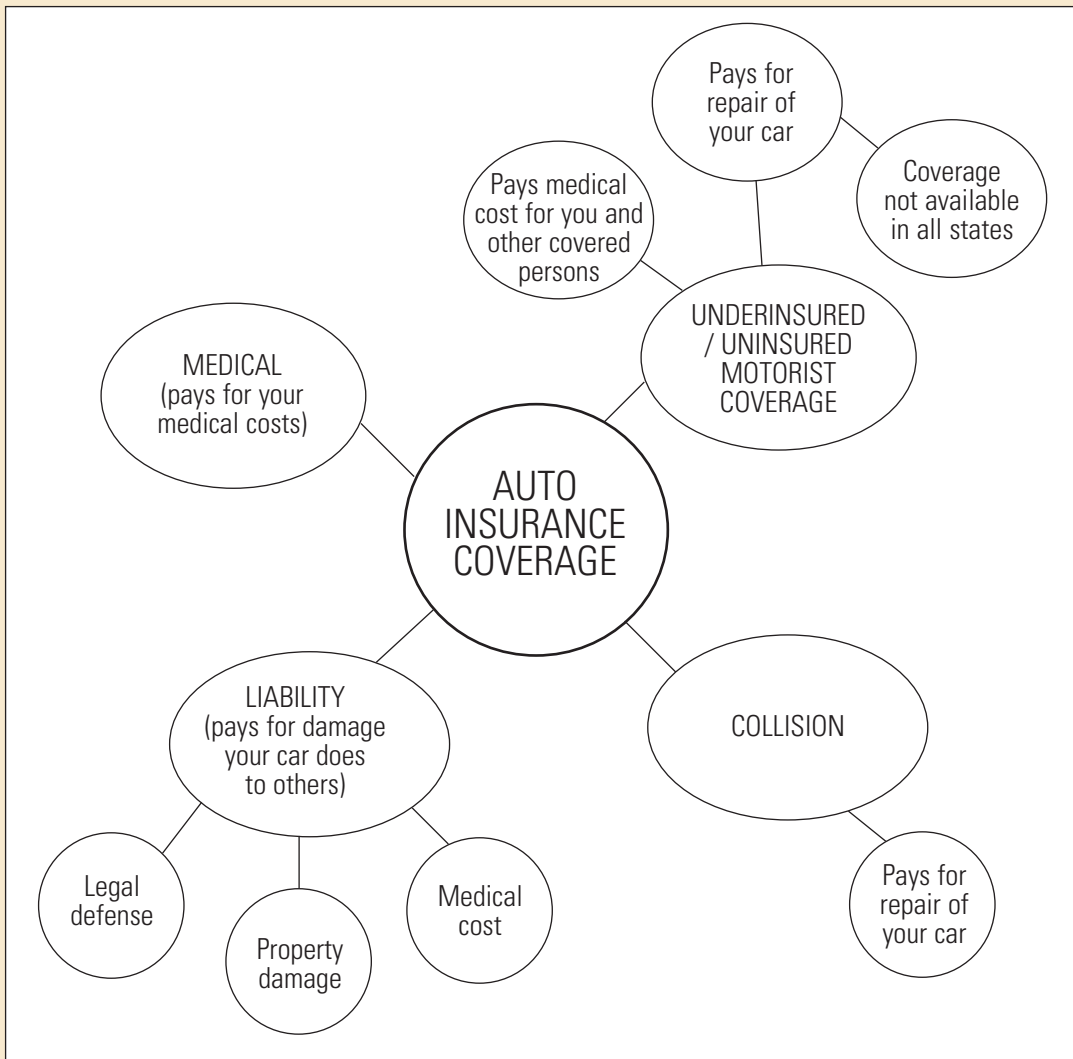 Pays for
repair of
your car
Coverage
not available
in all states
Pays medical
cost for you and
other covered
persons
UNDERINSURED
/ UNINSURED
MOTORIST
COVERAGE
MEDICAL
(pays for your
medical costs)
AUTO
INSURANCE
COVERAGE
LIABILITY
(pays for damage
your car does
to others)
COLLISION
Legal
defense
Property
damage
Medical
cost
Pays for
repair of
your car